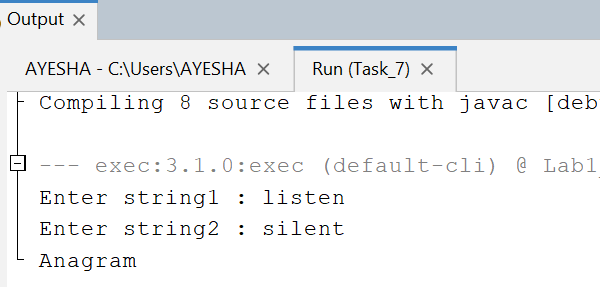 Output
AYESHA - C:\Users\AYESHA
Run (Task_7)
Compiling 8 source files with javac [deb
--- exec:3.1.0:exec (default-cli) @ Lab1_
Enter string1 : listen
Enter string2 : silent
Anagram